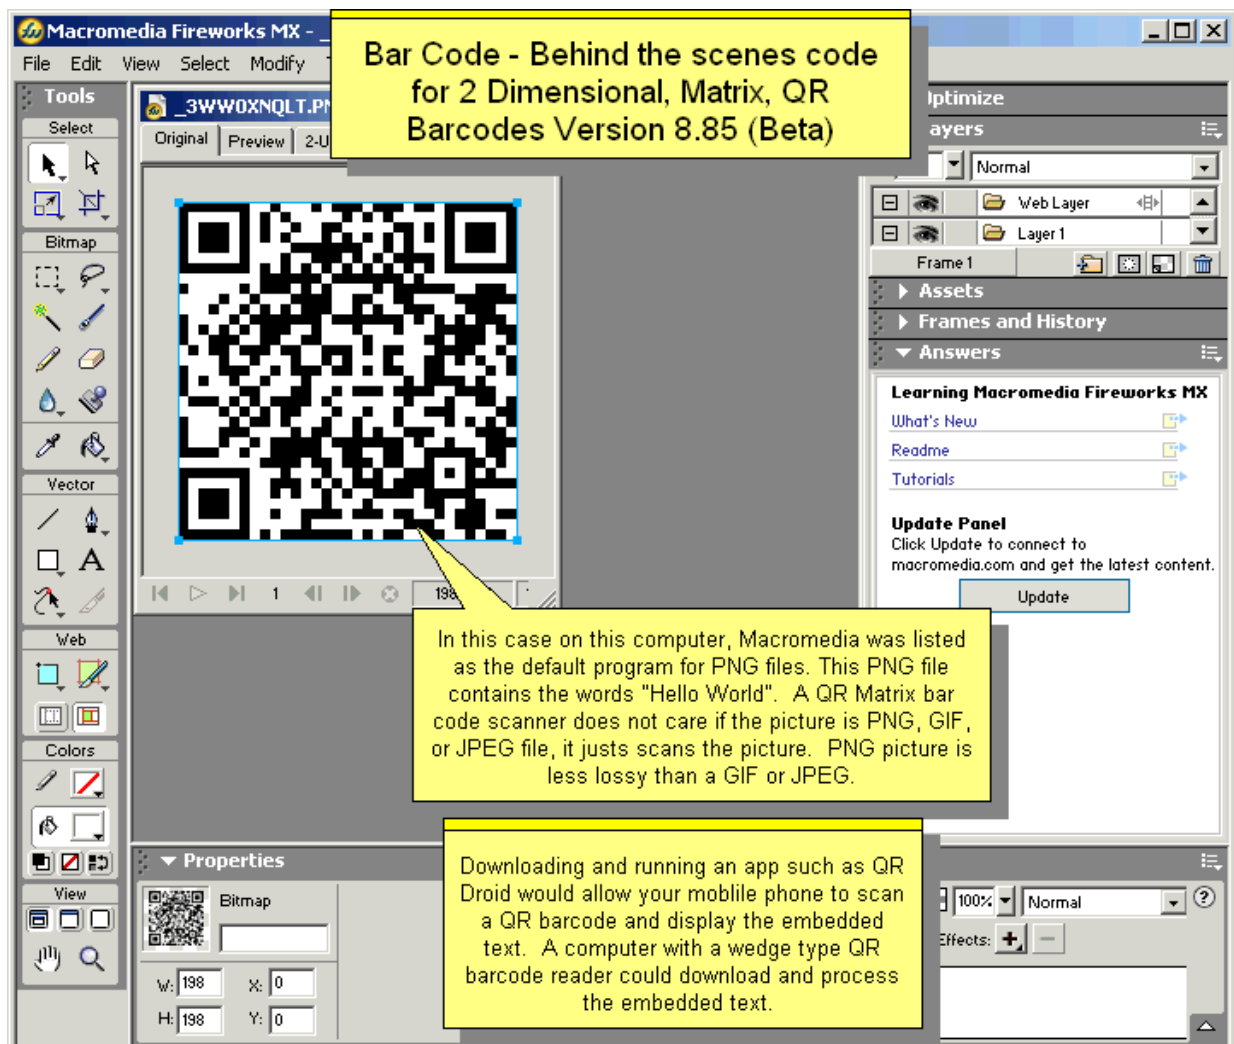 Macromedia Fireworks MX - _
Bar Code - Behind the scenes code
for 2 Dimensional, Matrix, QR
Barcodes Version 8.85 (Beta)
File Edit View Select Modify
Tools
Select
Bitmap
Vector
Web
Colors
View
_3WW0XNQLT.PN
Original Preview 2-U
1
198
Optimize
ayers
Normal
Web Layer
Layer 1
Frame 1
Assets
Frames and History
Answers
Learning Macromedia Fireworks MX
What's New
Readme
Tutorials
Update Panel
Click Update to connect to
macromedia.com and get the latest content.
Update
In this case on this computer, Macromedia was listed
as the default program for PNG files. This PNG file
contains the words "Hello World". A QR Matrix bar
code scanner does not care if the picture is PNG, GIF,
or JPEG file, it justs scans the picture. PNG picture is
less lossy than a GIF or JPEG.
Properties
Bitmap
W: 198 X: 0
H: 198 Y: 0
Downloading and running an app such as QR
Droid would allow your moblile phone to scan
a QR barcode and display the embedded
text. A computer with a wedge type QR
barcode reader could download and process
the embedded text.
100% Normal
Effects: